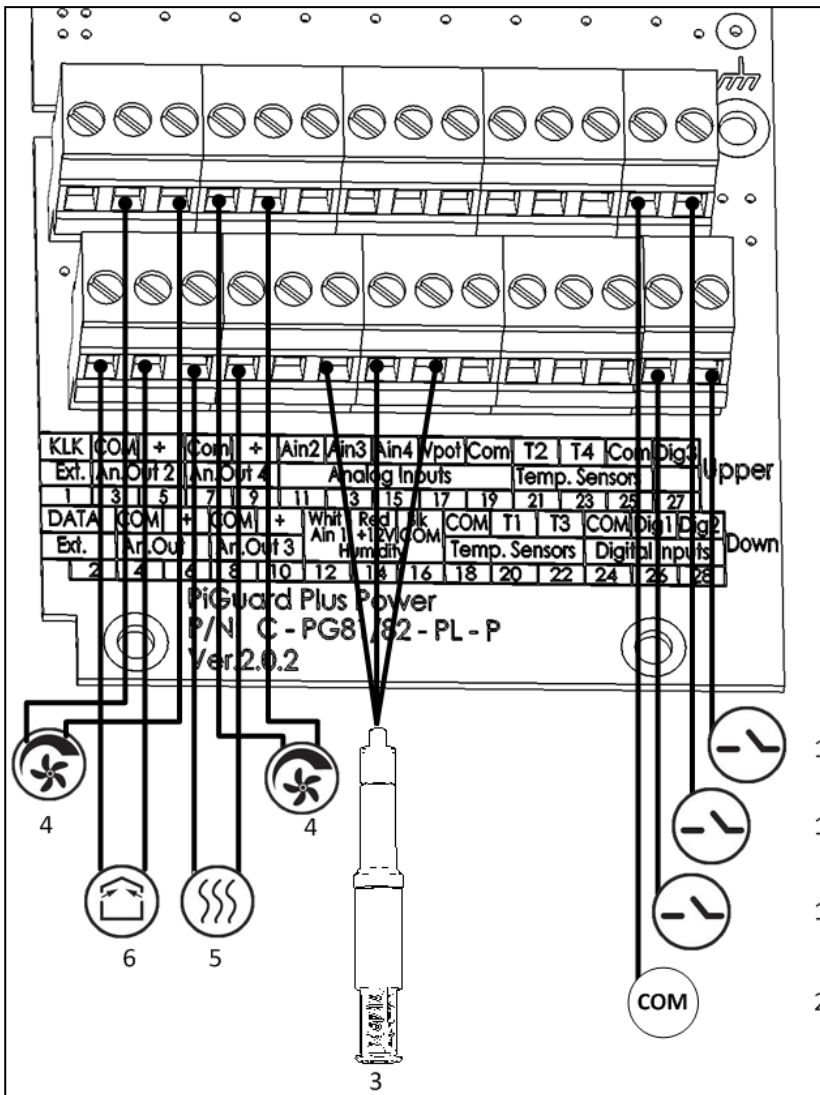 KLK COM + Com + Ain2 Ain3 Ain4 Vpot Com T2 T4 Com Dig3
Ext. An.Out 2 An.Out 4 Analog Inputs Temp. Sensors Upper
1 3 5 7 9 11 13 15 17 19 21 23 25 27
DATA COM + COM + Whit Ain 1 Red +12V Blk COM COM T1 T3 COM Dig1 Dig2 Down
Ext. An.Out An.Out 3 Humidity Temp. Sensors Digital Inputs
2 4 6 8 10 12 14 16 18 20 22 24 26 28
PiGuard Plus Power
P/N C - PG81/82 - PL - P
Ver.2.0.2
4
4
1
1
1
6
5
COM
2
3